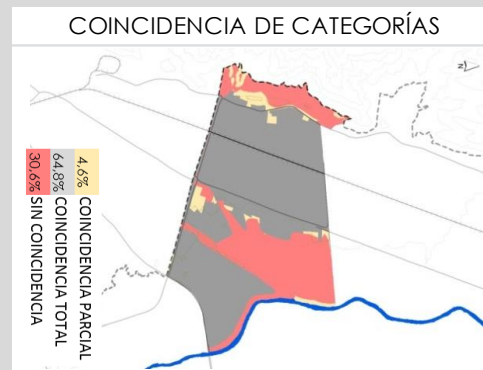 COINCIDENCIA DE CATEGORÍAS
N
4,6% COINCIDENCIA PARCIAL
64,8% COINCIDENCIA TOTAL
30,6% SIN COINCIDENCIA